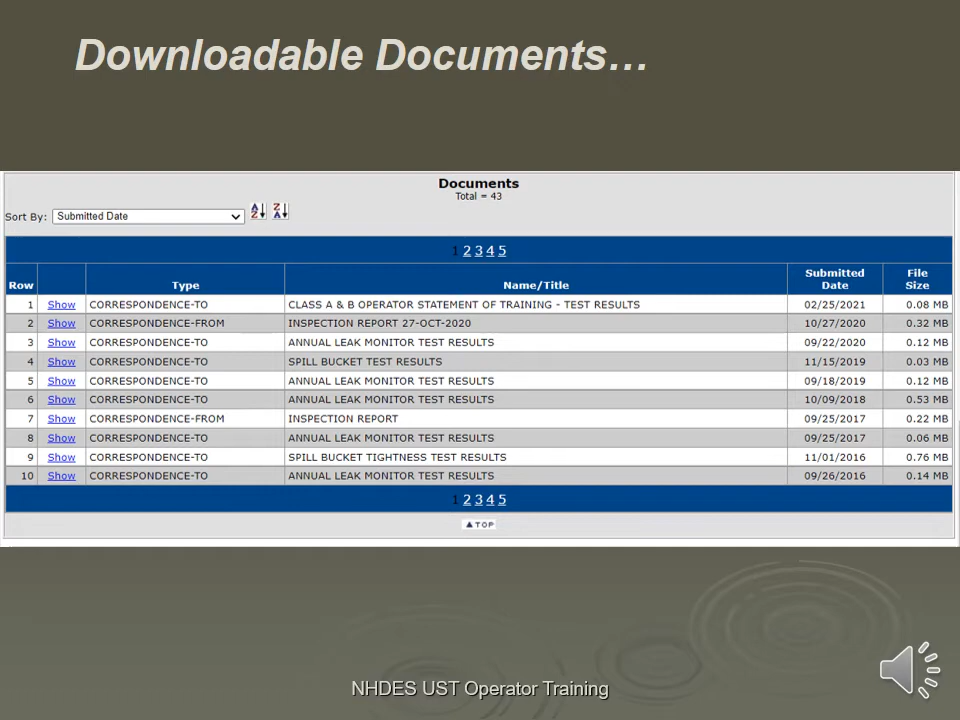 Downloadable Documents...
Documents
Total = 43
Sort By: Submitted Date
1 2 3 4 5
Row Type Name/Title Submitted Date File Size
1 Show CORRESPONDENCE-TO CLASS A & B OPERATOR STATEMENT OF TRAINING - TEST RESULTS 02/25/2021 0.08 MB
2 Show CORRESPONDENCE-FROM INSPECTION REPORT 27-OCT-2020 10/27/2020 0.32 MB
3 Show CORRESPONDENCE-TO ANNUAL LEAK MONITOR TEST RESULTS 09/22/2020 0.12 MB
4 Show CORRESPONDENCE-TO SPILL BUCKET TEST RESULTS 11/15/2019 0.03 MB
5 Show CORRESPONDENCE-TO ANNUAL LEAK MONITOR TEST RESULTS 09/18/2019 0.12 MB
6 Show CORRESPONDENCE-TO ANNUAL LEAK MONITOR TEST RESULTS 10/09/2018 0.53 MB
7 Show CORRESPONDENCE-FROM INSPECTION REPORT 09/25/2017 0.22 MB
8 Show CORRESPONDENCE-TO ANNUAL LEAK MONITOR TEST RESULTS 09/25/2017 0.06 MB
9 Show CORRESPONDENCE-TO SPILL BUCKET TIGHTNESS TEST RESULTS 11/01/2016 0.76 MB
10 Show CORRESPONDENCE-TO ANNUAL LEAK MONITOR TEST RESULTS 09/26/2016 0.14 MB
1 2 3 4 5
▲TOP
NHDES UST Operator Training